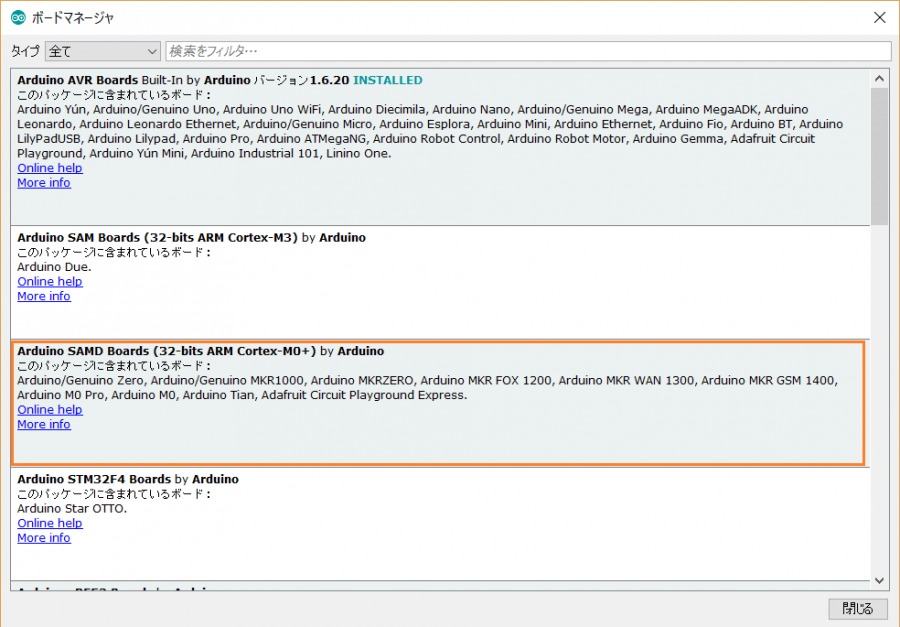 ボードマネージャ
タイプ 全て 検索をフィルタ…
Arduino AVR Boards Built-In by Arduino バージョン1.6.20 INSTALLED
このパッケージに含まれているボード：
Arduino Yún, Arduino/Genuino Uno, Arduino Uno WiFi, Arduino Diecimila, Arduino Nano, Arduino/Genuino Mega, Arduino MegaADK, Arduino
Leonardo, Arduino Leonardo Ethernet, Arduino/Genuino Micro, Arduino Esplora, Arduino Mini, Arduino Ethernet, Arduino Fio, Arduino BT, Arduino
LilyPadUSB, Arduino Lilypad, Arduino Pro, Arduino ATMegaNG, Arduino Robot Control, Arduino Robot Motor, Arduino Gemma, Adafruit Circuit
Playground, Arduino Yún Mini, Arduino Industrial 101, Linino One.
Online help
More info
Arduino SAM Boards (32-bits ARM Cortex-M3) by Arduino
このパッケージに含まれているボード：
Arduino Due.
Online help
More info
Arduino SAMD Boards (32-bits ARM Cortex-M0+) by Arduino
このパッケージに含まれているボード：
Arduino/Genuino Zero, Arduino/Genuino MKR1000, Arduino MKRZERO, Arduino MKR FOX 1200, Arduino MKR WAN 1300, Arduino MKR GSM 1400,
Arduino M0 Pro, Arduino M0, Arduino Tian, Adafruit Circuit Playground Express.
Online help
More info
Arduino STM32F4 Boards by Arduino
このパッケージに含まれているボード：
Arduino Star OTTO.
Online help
More info
閉じる